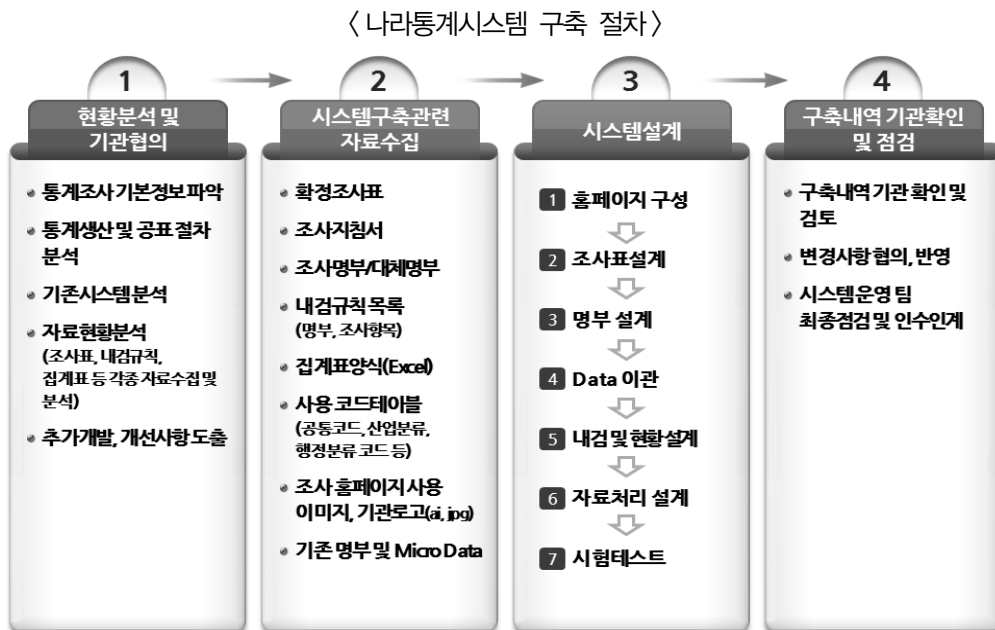 〈 나라통계시스템 구축 절차 〉
1
현황분석 및
기관협의
• 통계조사 기본정보 파악
• 통계생산 및 공표 절차
분석
• 기존시스템 분석
• 자료현황분석
(조사표, 내검규칙,
집계표 등 각종 자료수집 및
분석)
• 추가개발, 개선사항 도출
2
시스템구축관련
자료수집
• 확정조사표
• 조사지침서
• 조사명부/대체명부
• 내검규칙 목록
(명부, 조사항목)
• 집계표양식(Excel)
• 사용 코드테이블
(공통코드, 산업분류,
행정분류 코드 등)
• 조사 홈페이지 사용
이미지, 기관로고(ai, jpg)
• 기존 명부 및 Micro Data
3
시스템설계
1 홈페이지 구성
2 조사표설계
3 명부 설계
4 Data 이관
5 내검 및 현황 설계
6 자료처리 설계
7 시험테스트
4
구축내역 기관확인
및 점검
• 구축내역 기관 확인 및
검토
• 변경사항 협의, 반영
• 시스템 운영 팀
최종점검 및 인수인계